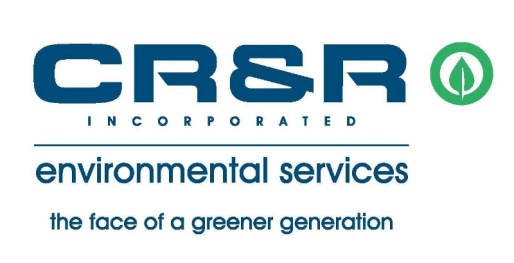 CR&R
INCORPORATED
environmental services
the face of a greener generation